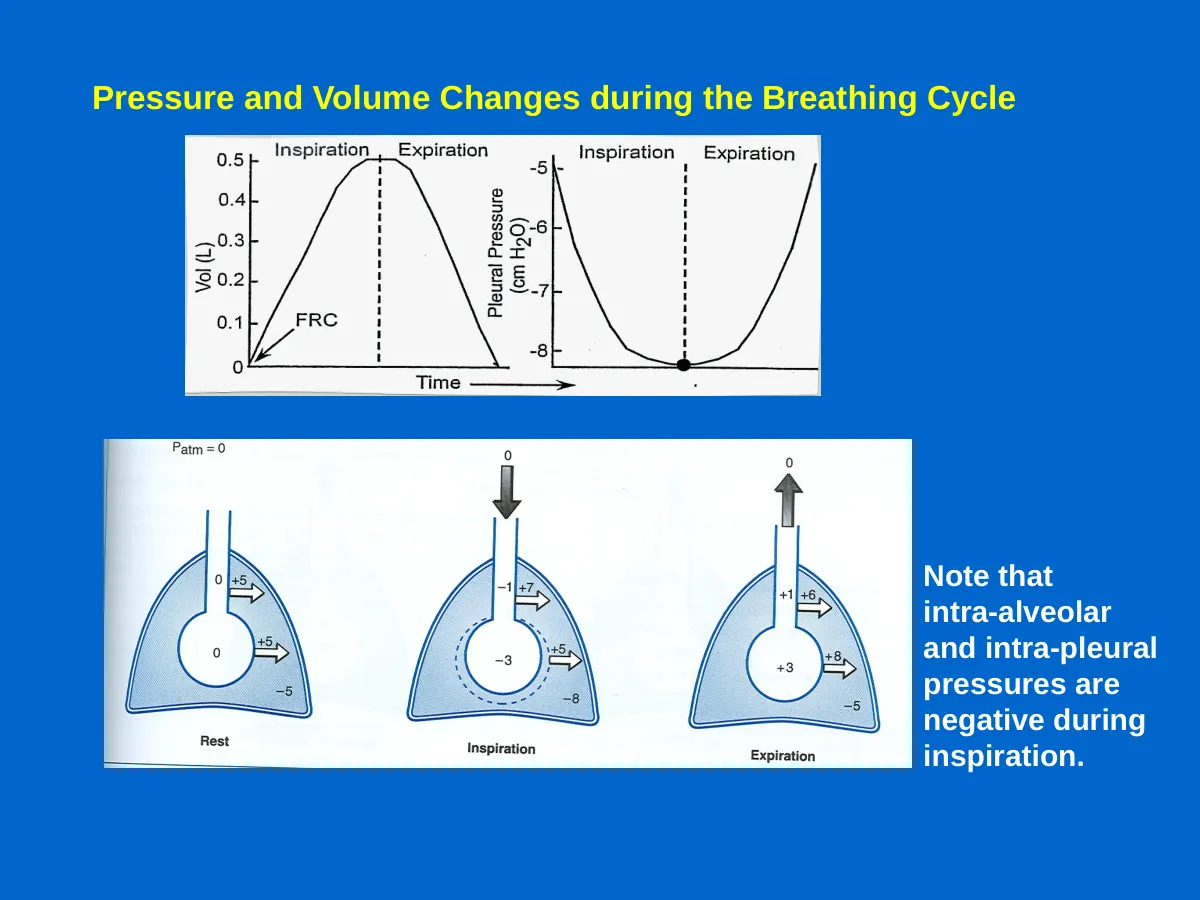 Pressure and Volume Changes during the Breathing Cycle
Inspiration Expiration
0.5
0.4
0.3
0.2
0.1
0
Vol (L)
FRC
Time
Inspiration Expiration
-5
-6
-7
-8
Pleural Pressure
(cm H2O)
Patm = 0
0 +5
+5
0
–5
Rest
0
–1 +7
+5
–3
–8
Inspiration
0
+1 +6
+8
+3
–5
Expiration
Note that
intra-alveolar
and intra-pleural
pressures are
negative during
inspiration.